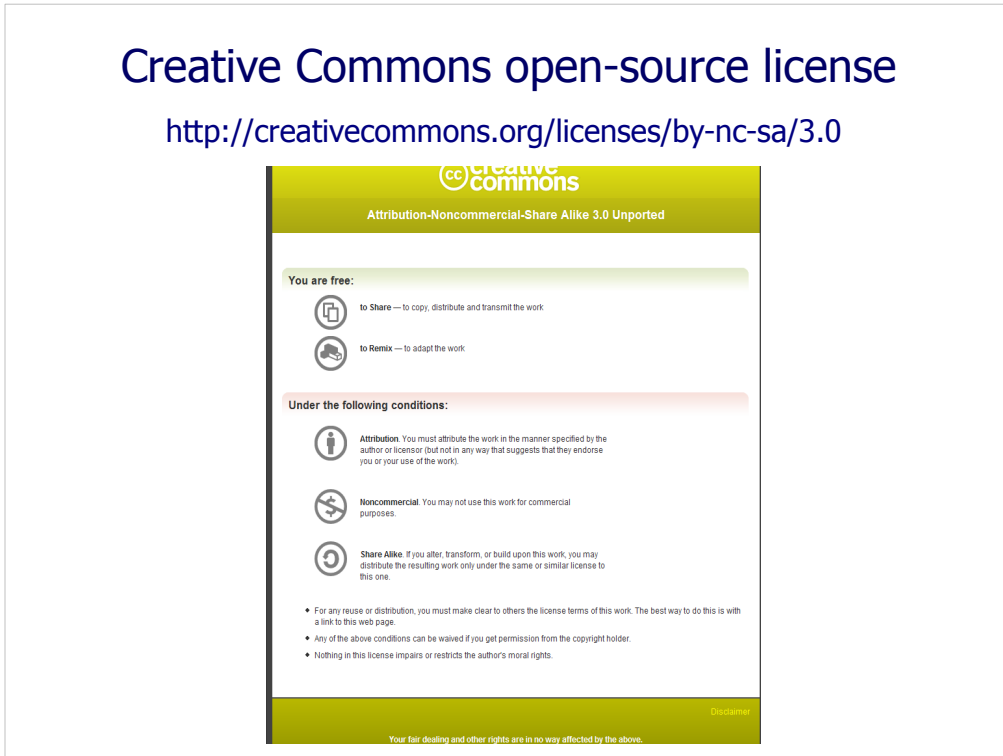 Creative Commons open-source license
http://creativecommons.org/licenses/by-nc-sa/3.0
cc creative
commons
Attribution-Noncommercial-Share Alike 3.0 Unported
You are free:
to Share — to copy, distribute and transmit the work
to Remix — to adapt the work
Under the following conditions:
Attribution. You must attribute the work in the manner specified by the
author or licensor (but not in any way that suggests that they endorse
you or your use of the work).
$
Noncommercial. You may not use this work for commercial
purposes.
Share Alike. If you alter, transform, or build upon this work, you may
distribute the resulting work only under the same or similar license to
this one.
◆ For any reuse or distribution, you must make clear to others the license terms of this work. The best way to do this is with
a link to this web page.
◆ Any of the above conditions can be waived if you get permission from the copyright holder.
◆ Nothing in this license impairs or restricts the author's moral rights.
Disclaimer
Your fair dealing and other rights are in no way affected by the above.